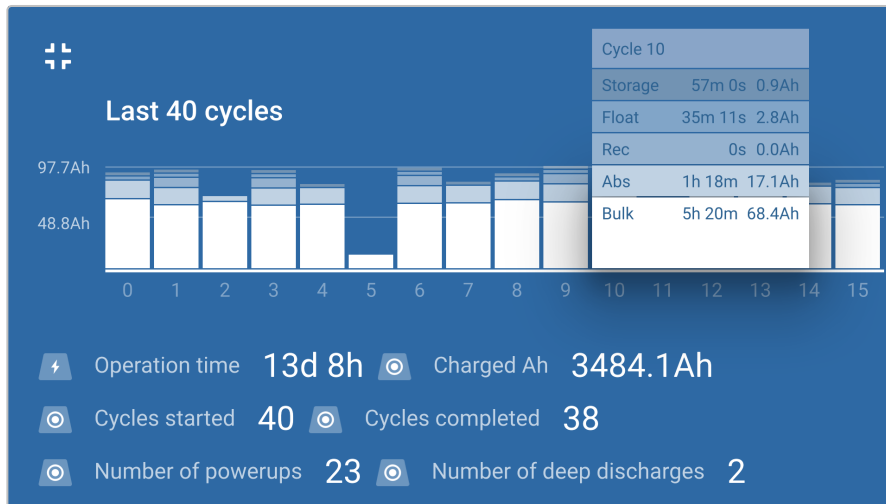 Last 40 cycles
97.7Ah
48.8Ah
Cycle 10
Storage 57m 0s 0.9Ah
Float 35m 11s 2.8Ah
Rec 0s 0.0Ah
Abs 1h 18m 17.1Ah
Bulk 5h 20m 68.4Ah
0 1 2 3 4 5 6 7 8 9 10 11 12 13 14 15
Operation time 13d 8h Charged Ah 3484.1Ah
Cycles started 40 Cycles completed 38
Number of powerups 23 Number of deep discharges 2